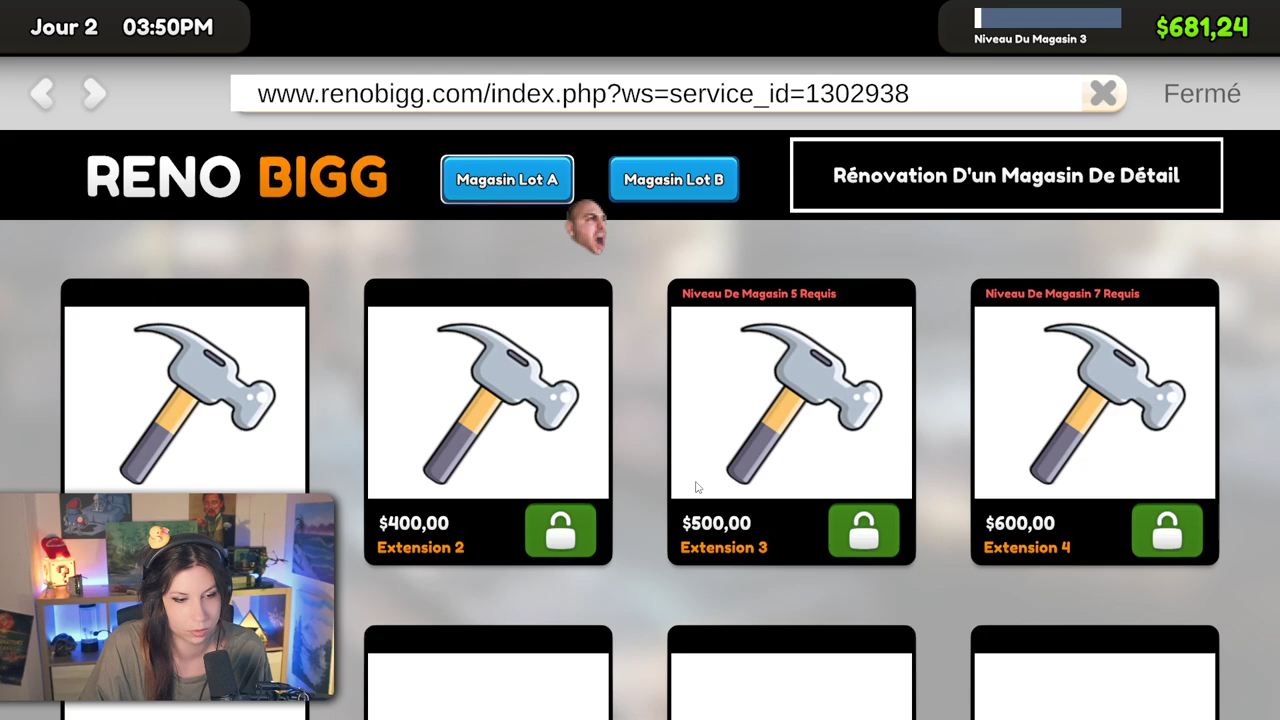 Jour 2 03:50PM
Niveau Du Magasin 3
$681,24
www.renobigg.com/index.php?ws=service_id=1302938
Fermé
RENO BIGG
Magasin Lot A
Magasin Lot B
Rénovation D'un Magasin De Détail
Niveau De Magasin 5 Requis
Niveau De Magasin 7 Requis
$400,00
Extension 2
$500,00
Extension 3
$600,00
Extension 4